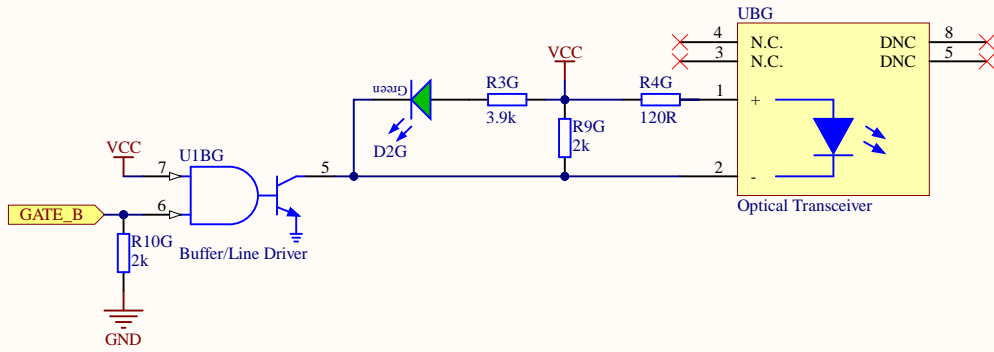 UBG
4 N.C. DNC 8
3 N.C. DNC 5
VCC
Green
R3G
3.9k
R4G
120R
1 +
D2G
R9G
2k
VCC
U1BG
7
5
2 -
GATE_B
6
Optical Transceiver
R10G
2k
Buffer/Line Driver
GND